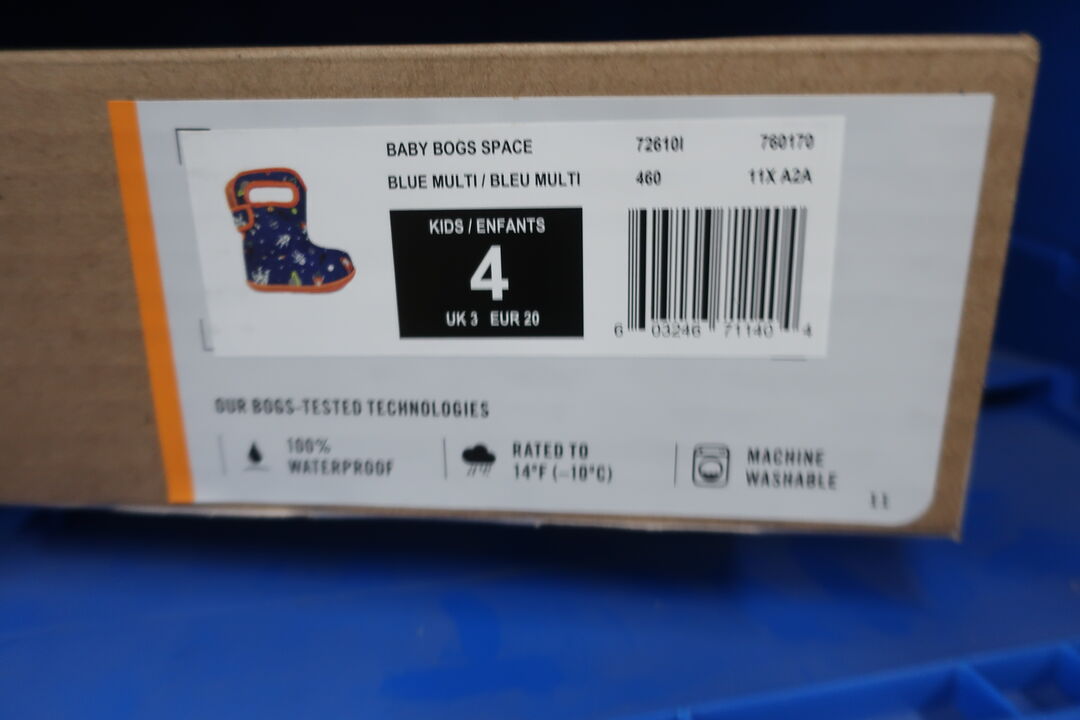 BABY BOGS SPACE 72610I 760170
BLUE MULTI / BLEU MULTI 460 11X A2A
KIDS / ENFANTS
4
UK 3 EUR 20
6 03246 71140 4
OUR BOGS-TESTED TECHNOLOGIES
100%
WATERPROOF
RATED TO
14°F (-10°C)
MACHINE
WASHABLE
11